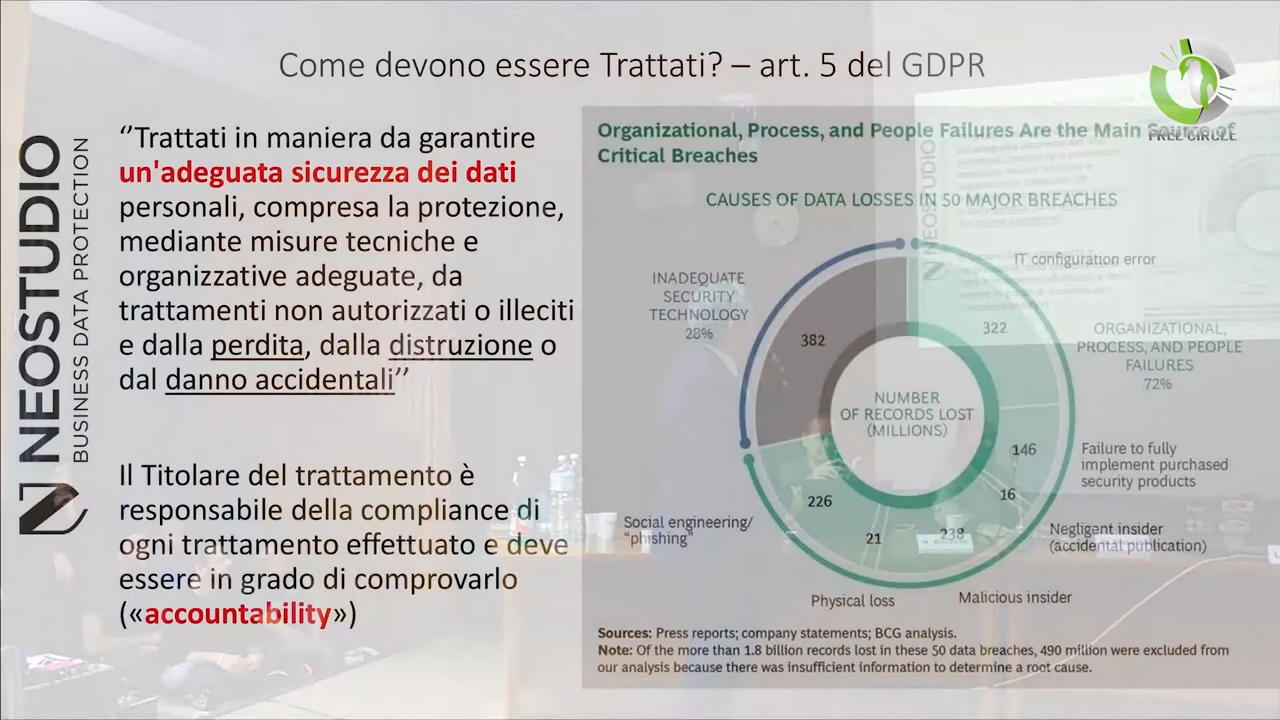 Come devono essere Trattati? – art. 5 del GDPR
FREE CIRCLE
NEOSTUDIO
BUSINESS DATA PROTECTION
‘’Trattati in maniera da garantire
un'adeguata sicurezza dei dati
personali, compresa la protezione,
mediante misure tecniche e
organizzative adeguate, da
trattamenti non autorizzati o illeciti
e dalla perdita, dalla distruzione o
dal danno accidentali’’
Il Titolare del trattamento è
responsabile della compliance di
ogni trattamento effettuato e deve
essere in grado di comprovarlo
(«accountability»)
Organizational, Process, and People Failures Are the Main Source of
Critical Breaches
CAUSES OF DATA LOSSES IN 50 MAJOR BREACHES
IT configuration error
INADEQUATE
SECURITY
TECHNOLOGY
28%
382
322
ORGANIZATIONAL,
PROCESS, AND PEOPLE
FAILURES
72%
NUMBER
OF RECORDS LOST
(MILLIONS)
146
Failure to fully
implement purchased
security products
16
226
Social engineering/
“phishing”
21
238
Negligent insider
(accidental publication)
Physical loss
Malicious insider
Sources: Press reports; company statements; BCG analysis.
Note: Of the more than 1.8 billion records lost in these 50 data breaches, 490 million were excluded from
our analysis because there was insufficient information to determine a root cause.